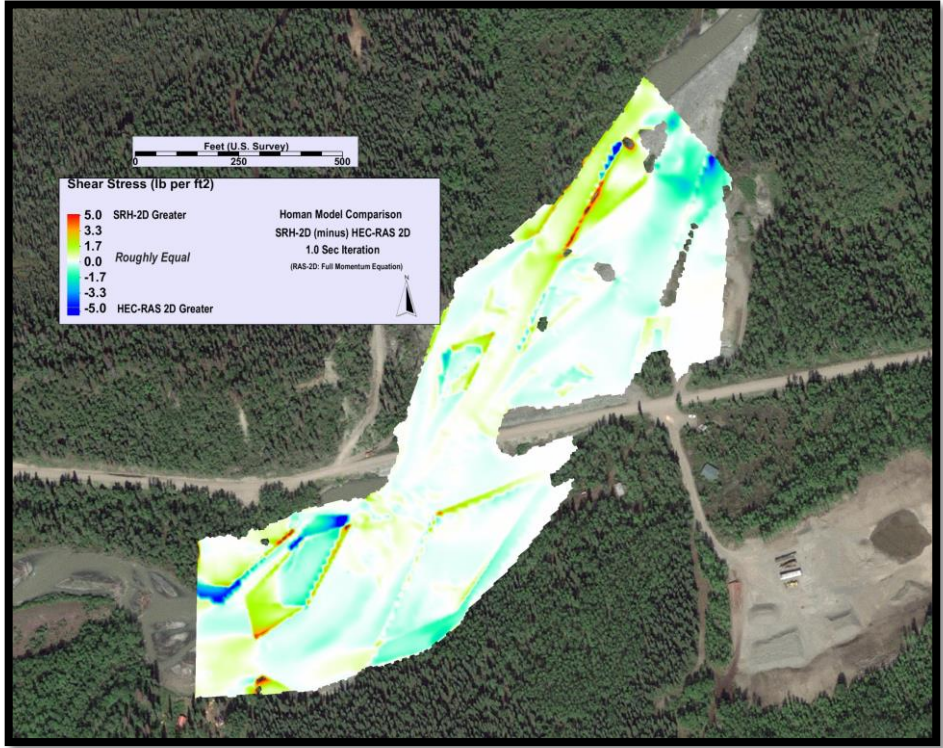 Feet (U.S. Survey)
0 250 500
Shear Stress (lb per ft2)
5.0 SRH-2D Greater
3.3
1.7
0.0 Roughly Equal
-1.7
-3.3
-5.0 HEC-RAS 2D Greater
Homan Model Comparison
SRH-2D (minus) HEC-RAS 2D
1.0 Sec Iteration
(RAS-2D: Full Momentum Equation)
N